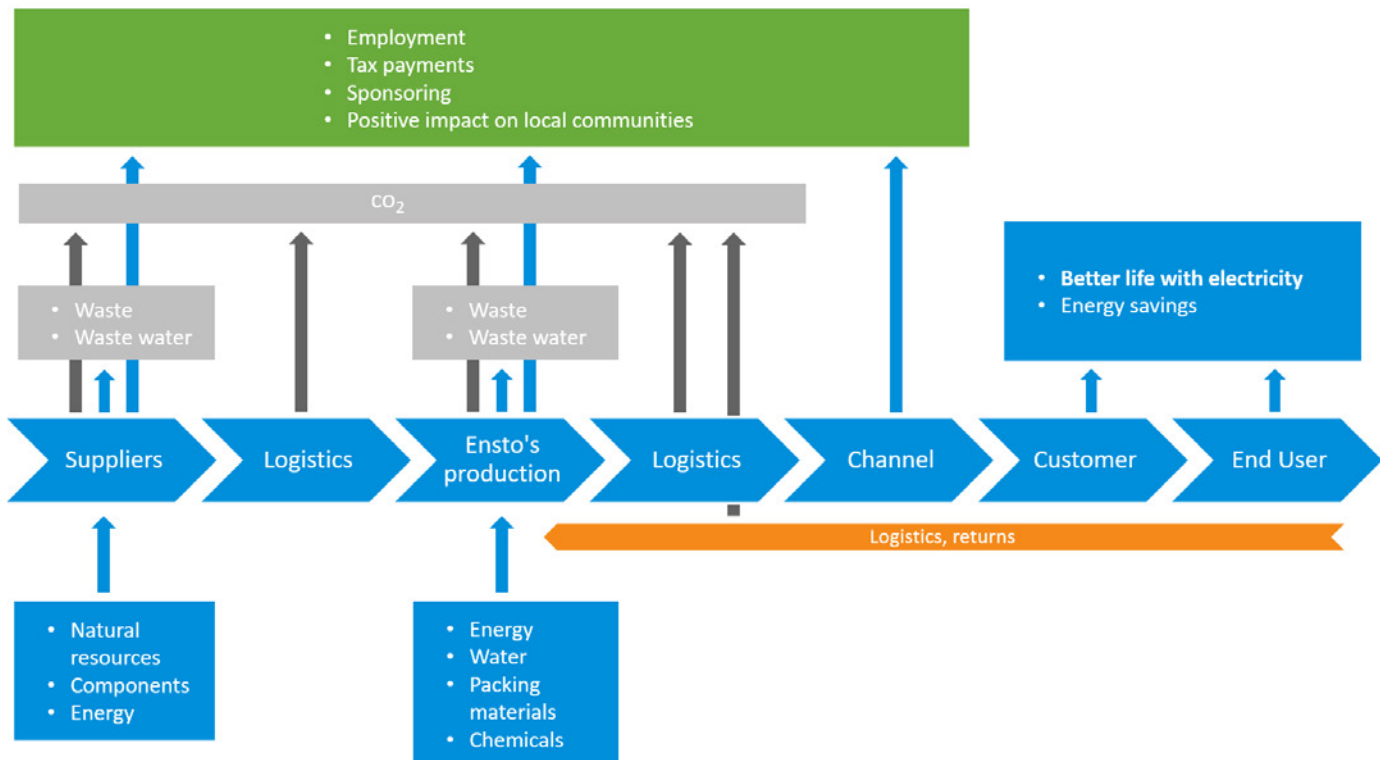 • Employment
• Tax payments
• Sponsoring
• Positive impact on local communities
CO₂
• Better life with electricity
• Energy savings
• Waste
• Waste water
• Waste
• Waste water
Suppliers
Logistics
Ensto's
production
Logistics
Channel
Customer
End User
Logistics, returns
• Natural
resources
• Components
• Energy
• Energy
• Water
• Packing
materials
• Chemicals